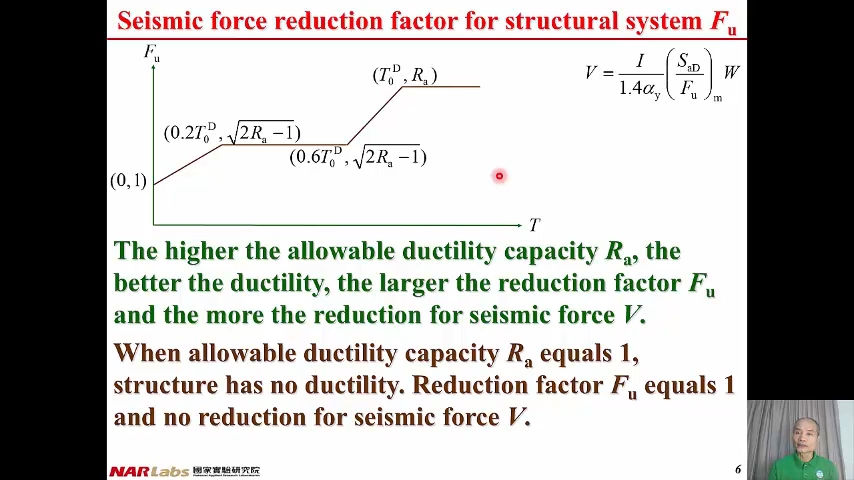 Seismic force reduction factor for structural system Fu
Fu
V = I / 1.4αy (SaD / Fu)m W
(T0D, Ra)
(0.2T0D, √2Ra −1)
(0.6T0D, √2Ra −1)
(0, 1)
T
The higher the allowable ductility capacity Ra, the
better the ductility, the larger the reduction factor Fu
and the more the reduction for seismic force V.
When allowable ductility capacity Ra equals 1,
structure has no ductility. Reduction factor Fu equals 1
and no reduction for seismic force V.
NARLabs 國家實驗研究院
National Applied Research Laboratories
6